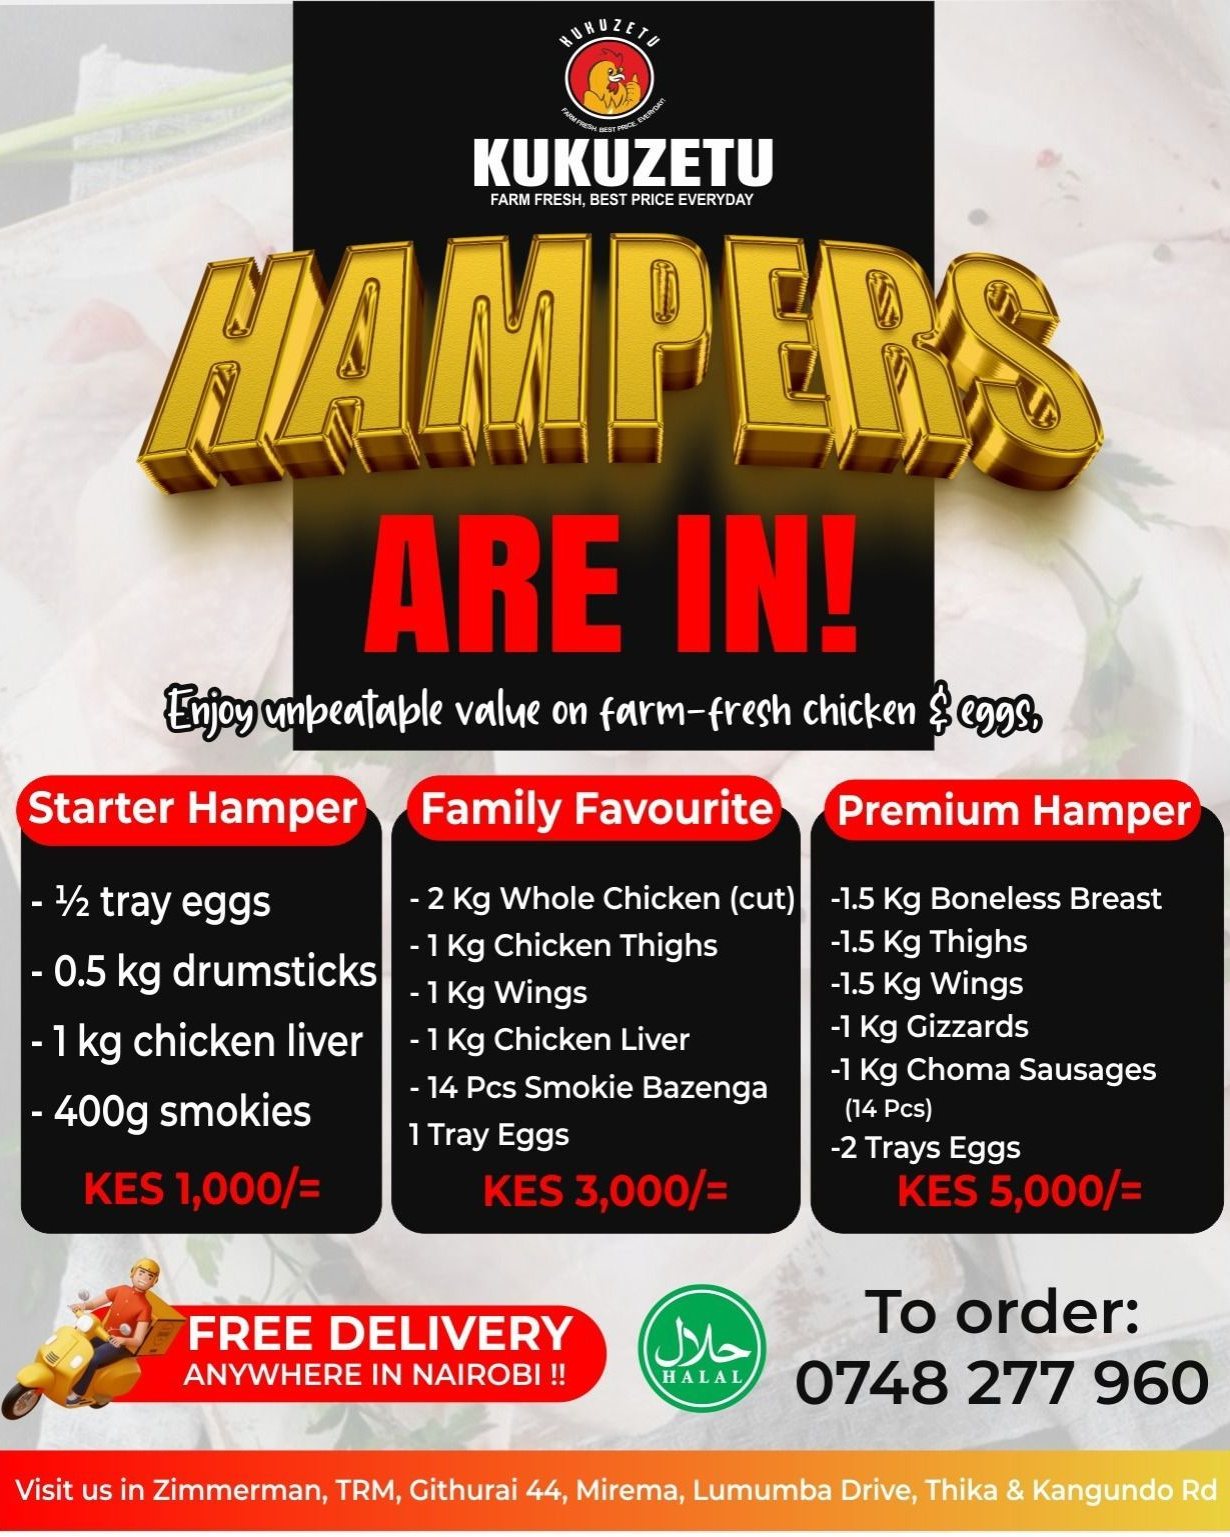 KUKUZETU
FARM FRESH. BEST PRICE. EVERYDAY!
KUKUZETU
FARM FRESH, BEST PRICE EVERYDAY
HAMPERS
ARE IN!
Enjoy unbeatable value on farm-fresh chicken & eggs,
Starter Hamper
- ½ tray eggs
- 0.5 kg drumsticks
- 1 kg chicken liver
- 400g smokies
KES 1,000/=
Family Favourite
- 2 Kg Whole Chicken (cut)
- 1 Kg Chicken Thighs
- 1 Kg Wings
- 1 Kg Chicken Liver
- 14 Pcs Smokie Bazenga
1 Tray Eggs
KES 3,000/=
Premium Hamper
-1.5 Kg Boneless Breast
-1.5 Kg Thighs
-1.5 Kg Wings
-1 Kg Gizzards
-1 Kg Choma Sausages
(14 Pcs)
-2 Trays Eggs
KES 5,000/=
FREE DELIVERY
ANYWHERE IN NAIROBI !!
حلال
HALAL
To order:
0748 277 960
Visit us in Zimmerman, TRM, Githurai 44, Mirema, Lumumba Drive, Thika & Kangundo Rd